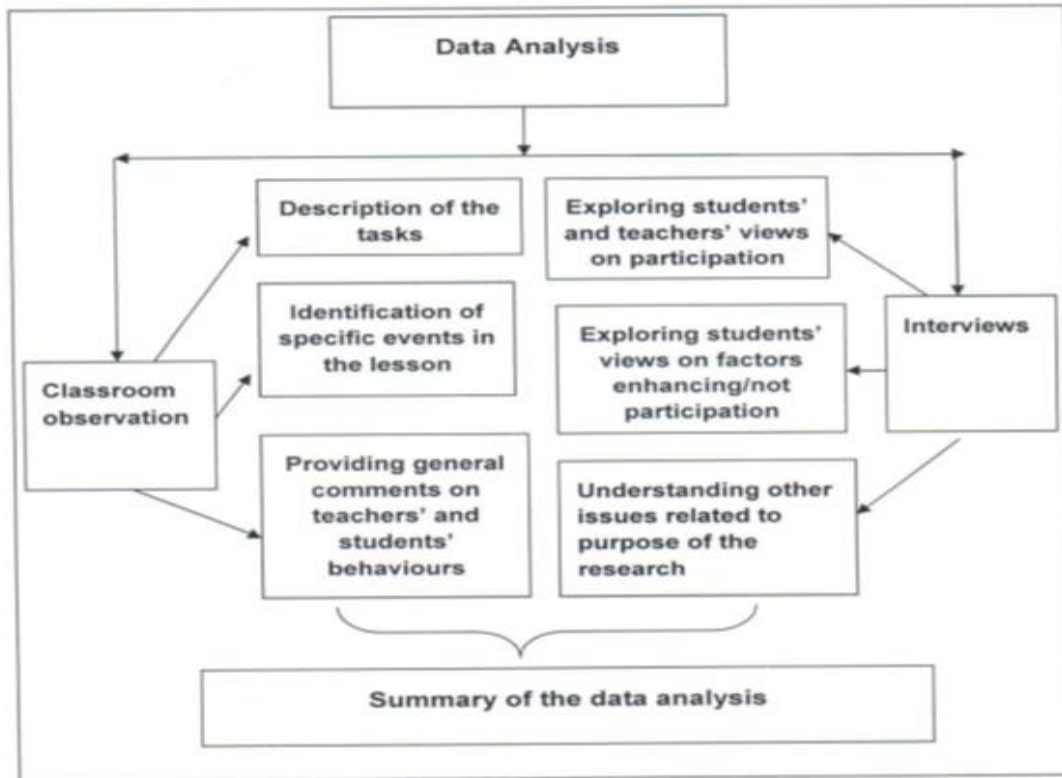 Data Analysis
Description of the
tasks
Exploring students'
and teachers' views
on participation
Identification of
specific events in
the lesson
Exploring students'
views on factors
enhancing/not
participation
Interviews
Classroom
observation
Providing general
comments on
teachers' and
students'
behaviours
Understanding other
issues related to
purpose of the
research
Summary of the data analysis